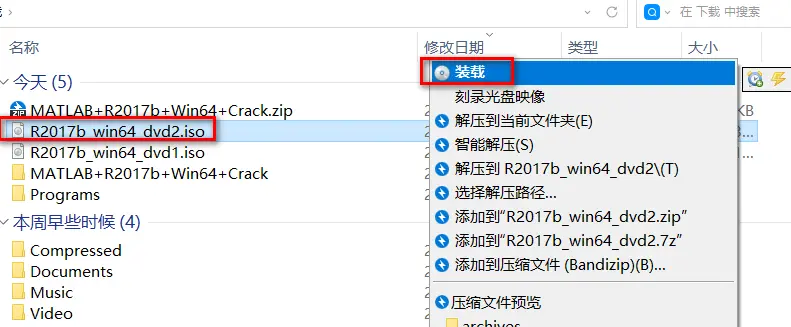 在 下载 中搜索
名称 修改日期 类型 大小
今天 (5)
装载
MATLAB+R2017b+Win64+Crack.zip
刻录光盘映像
KB
R2017b_win64_dvd2.iso
解压到当前文件夹(E)
R2017b_win64_dvd1.iso
智能解压(S)
MATLAB+R2017b+Win64+Crack
解压到 R2017b_win64_dvd2\(T)
Programs
选择解压路径...
本周早些时候 (4)
添加到“R2017b_win64_dvd2.zip”
Compressed
添加到“R2017b_win64_dvd2.7z”
Documents
添加到压缩文件 (Bandizip)(B)...
Music
压缩文件预览
Video
archives